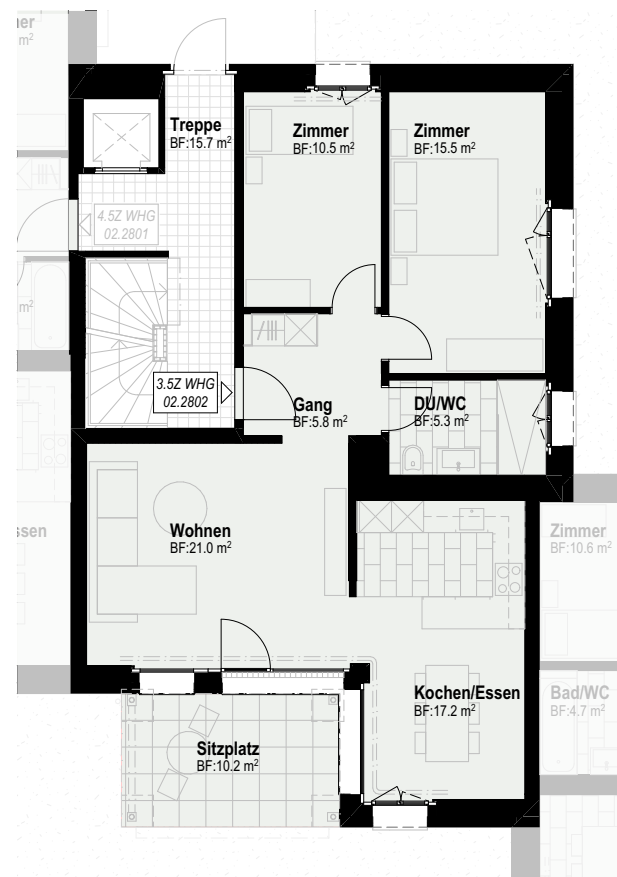 mer
m²
Treppe
BF:15.7 m²
Zimmer
BF:10.5 m²
Zimmer
BF:15.5 m²
4.5Z WHG
02.2801
m²
3.5Z WHG
02.2802
Gang
BF:5.8 m²
DU/WC
BF:5.3 m²
ssen
Wohnen
BF:21.0 m²
Zimmer
BF:10.6 m²
Kochen/Essen
BF:17.2 m²
Bad/WC
BF:4.7 m²
Sitzplatz
BF:10.2 m²